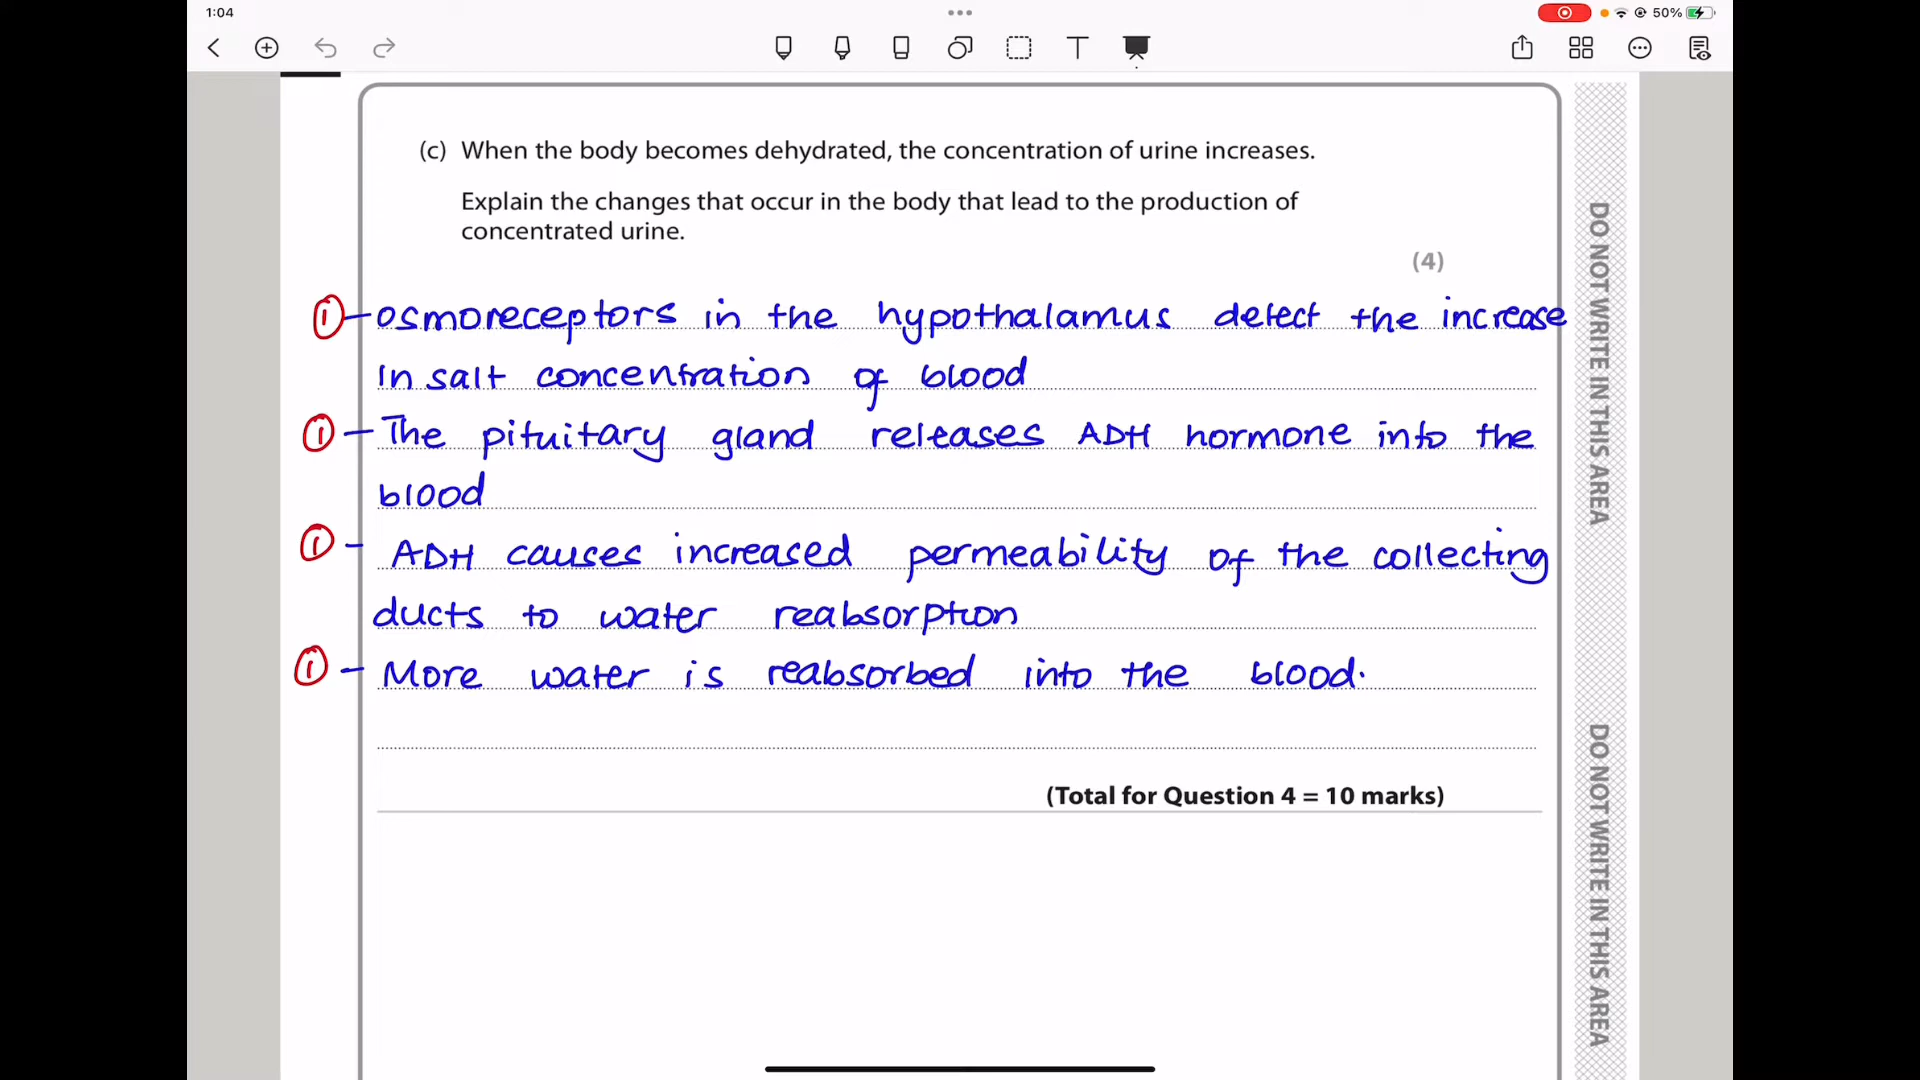 1:04
50%
(c) When the body becomes dehydrated, the concentration of urine increases.
Explain the changes that occur in the body that lead to the production of
concentrated urine.
(4)
① - osmoreceptors in the hypothalamus detect the increase
in salt concentration of blood
① - The pituitary gland releases ADH hormone into the
blood
① - ADH causes increased permeability of the collecting
ducts to water reabsorption
① - More water is reabsorbed into the blood.
(Total for Question 4 = 10 marks)
DO NOT WRITE IN THIS AREA
DO NOT WRITE IN THIS AREA